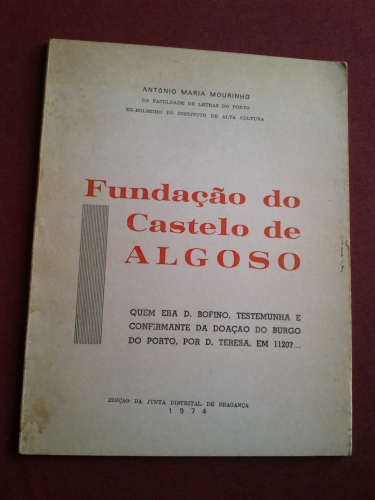 ANTÓNIO MARIA MOURINHO
DA FACULDADE DE LETRAS DO PORTO
EX-BOLSEIRO DO INSTITUTO DE ALTA CULTURA
Fundação do
Castelo de
ALGOSO
QUEM ERA D. BOFINO, TESTEMUNHA E
CONFIRMANTE DA DOAÇÃO DO BURGO
DO PORTO, POR D. TERESA, EM 1120?...
EDIÇÃO DA JUNTA DISTRITAL DE BRAGANÇA
1974